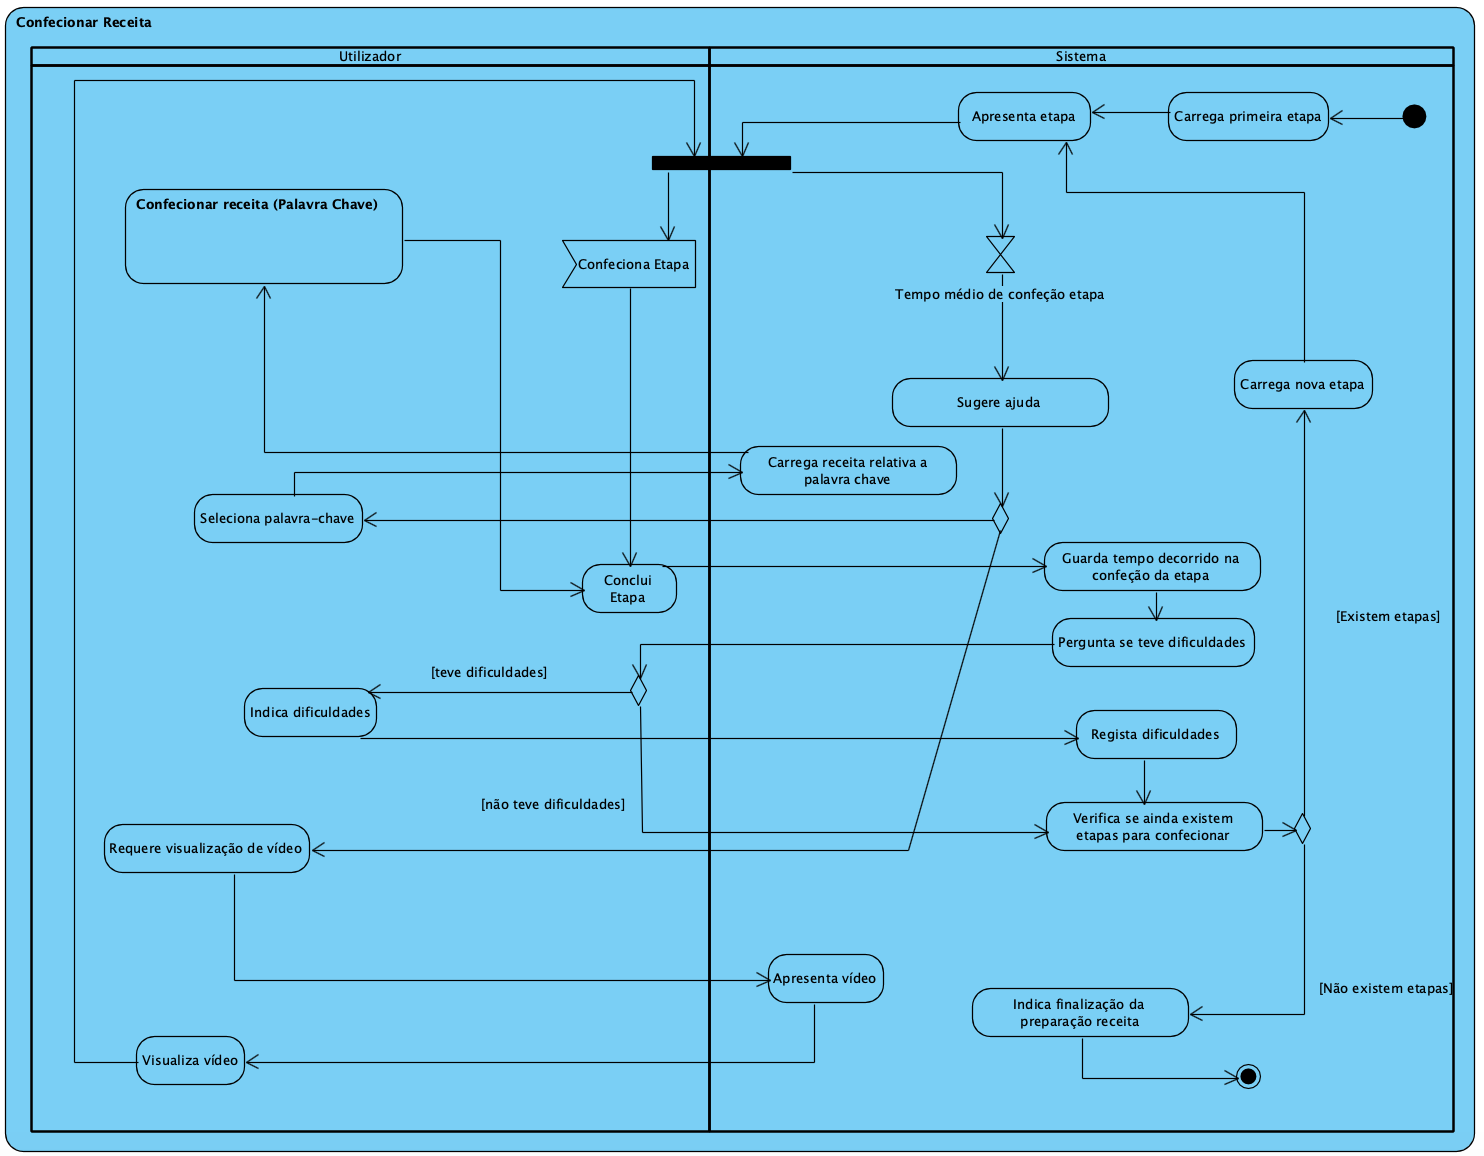 Confecionar Receita
Utilizador
Sistema
Apresenta etapa
Carrega primeira etapa
Confecionar receita (Palavra Chave)
Confeciona Etapa
Tempo médio de confeção etapa
Carrega nova etapa
Sugere ajuda
Carrega receita relativa a
palavra chave
Seleciona palavra-chave
Guarda tempo decorrido na
confeção da etapa
Conclui
Etapa
[Existem etapas]
Pergunta se teve dificuldades
[teve dificuldades]
Indica dificuldades
Regista dificuldades
[não teve dificuldades]
Verifica se ainda existem
etapas para confecionar
Requere visualização de vídeo
Apresenta vídeo
[Não existem etapas]
Indica finalização da
preparação receita
Visualiza vídeo